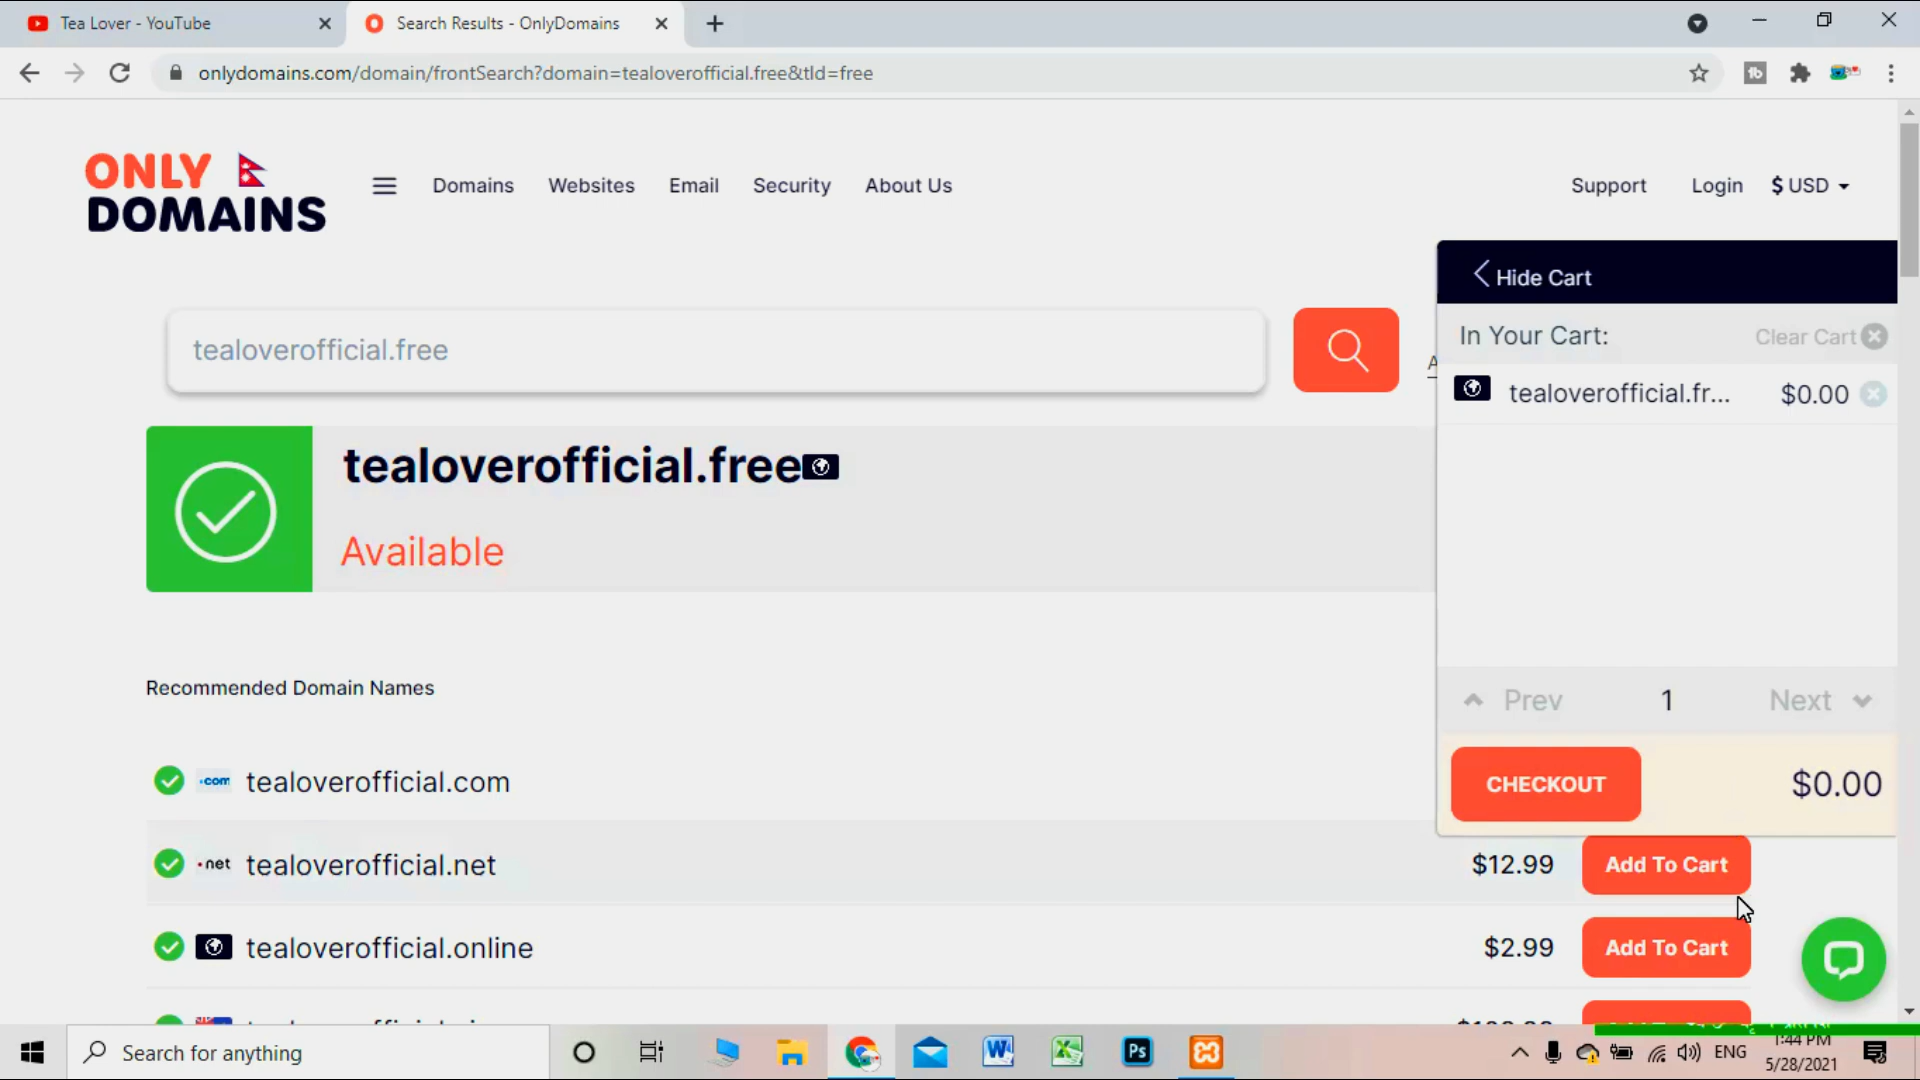 Tea Lover - YouTube
Search Results - OnlyDomains
onlydomains.com/domain/frontSearch?domain=tealoverofficial.free&tld=free
ONLY
DOMAINS
Domains
Websites
Email
Security
About Us
Support
Login
$ USD
Hide Cart
In Your Cart:
Clear Cart
tealoverofficial.fr...
$0.00
tealoverofficial.free
tealoverofficial.free
Available
Prev
1
Next
CHECKOUT
$0.00
Recommended Domain Names
.com
tealoverofficial.com
.net
tealoverofficial.net
$12.99
Add To Cart
tealoverofficial.online
$2.99
Add To Cart
Search for anything
Ps
ENG
1:44 PM
5/28/2021